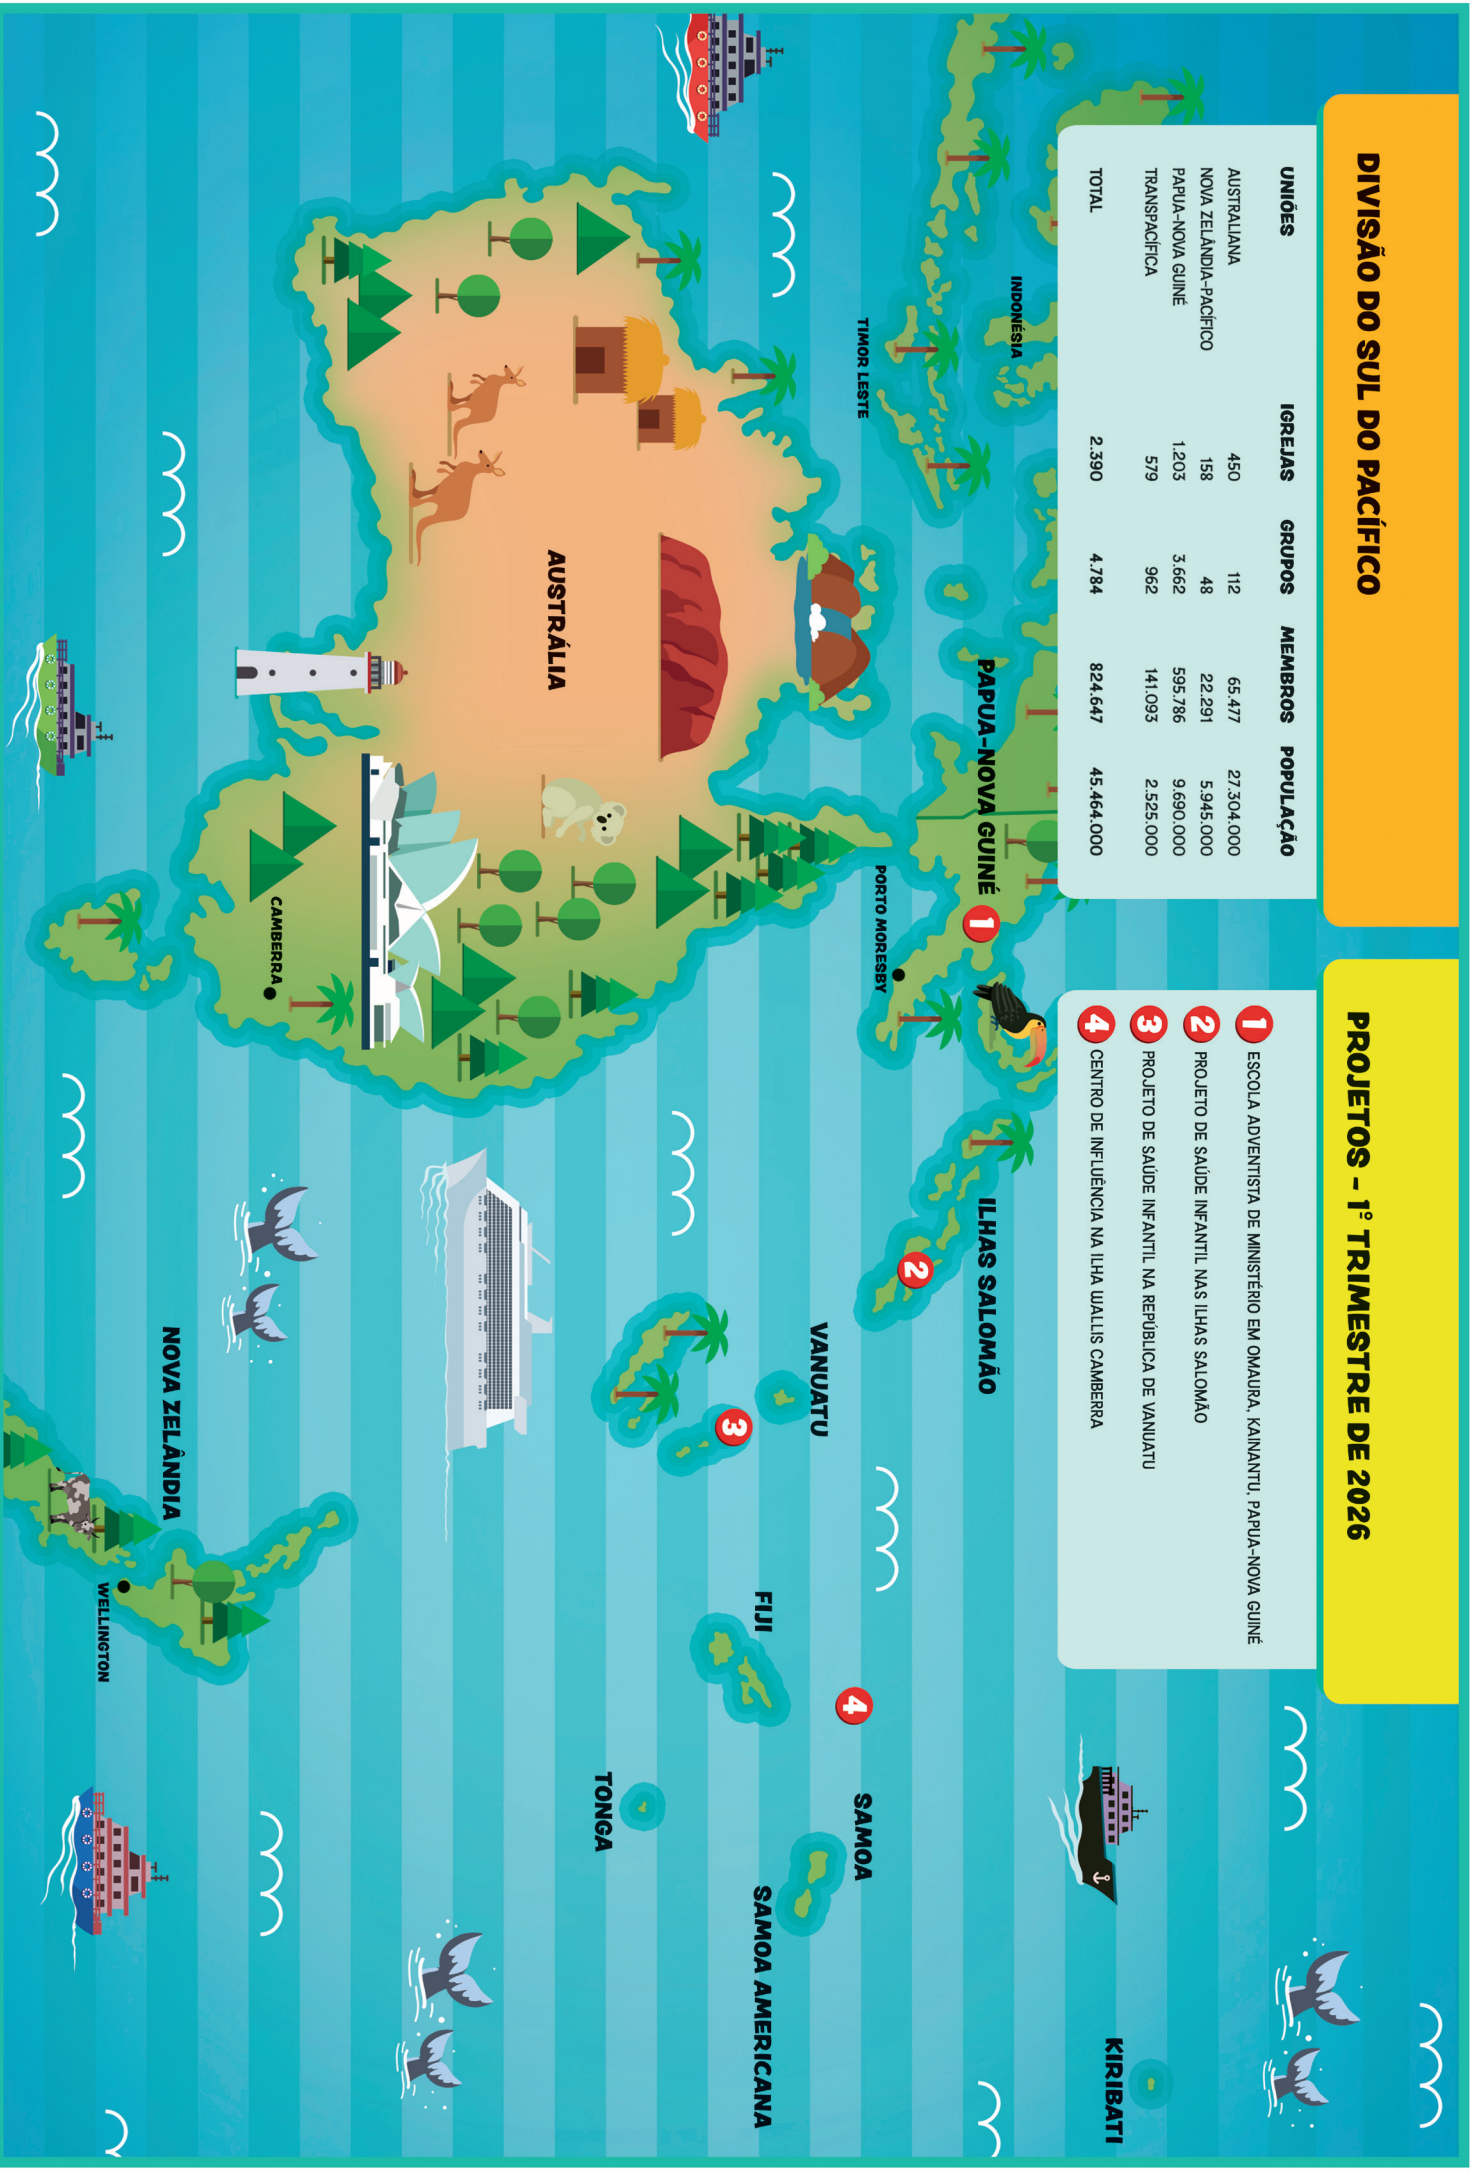 DIVISÃO DO SUL DO PACÍFICO
UNIÕES IGREJAS GRUPOS MEMBROS POPULAÇÃO
AUSTRALIANA 450 112 65.477 27.304.000
NOVA ZELÂNDIA-PACÍFICO 158 48 22.291 5.945.000
PAPUA-NOVA GUINÉ 1.203 3.662 595.786 9.690.000
TRANSPACÍFICA 579 962 141.093 2.525.000
TOTAL 2.390 4.784 824.647 45.464.000
PROJETOS - 1º TRIMESTRE DE 2026
1 ESCOLA ADVENTISTA DE MINISTÉRIO EM OMAURA, KAINANTU, PAPUA-NOVA GUINÉ
2 PROJETO DE SAÚDE INFANTIL NAS ILHAS SALOMÃO
3 PROJETO DE SAÚDE INFANTIL NA REPÚBLICA DE VANUATU
4 CENTRO DE INFLUÊNCIA NA ILHA WALLIS CAMBERRA
KIRIBATI
INDONÉSIA
PAPUA-NOVA GUINÉ
1
ILHAS SALOMÃO
2
TIMOR LESTE
PORTO MORESBY
4
SAMOA
VANUATU
3
FIJI
SAMOA AMERICANA
TONGA
AUSTRÁLIA
CAMBERRA
NOVA ZELÂNDIA
WELLINGTON